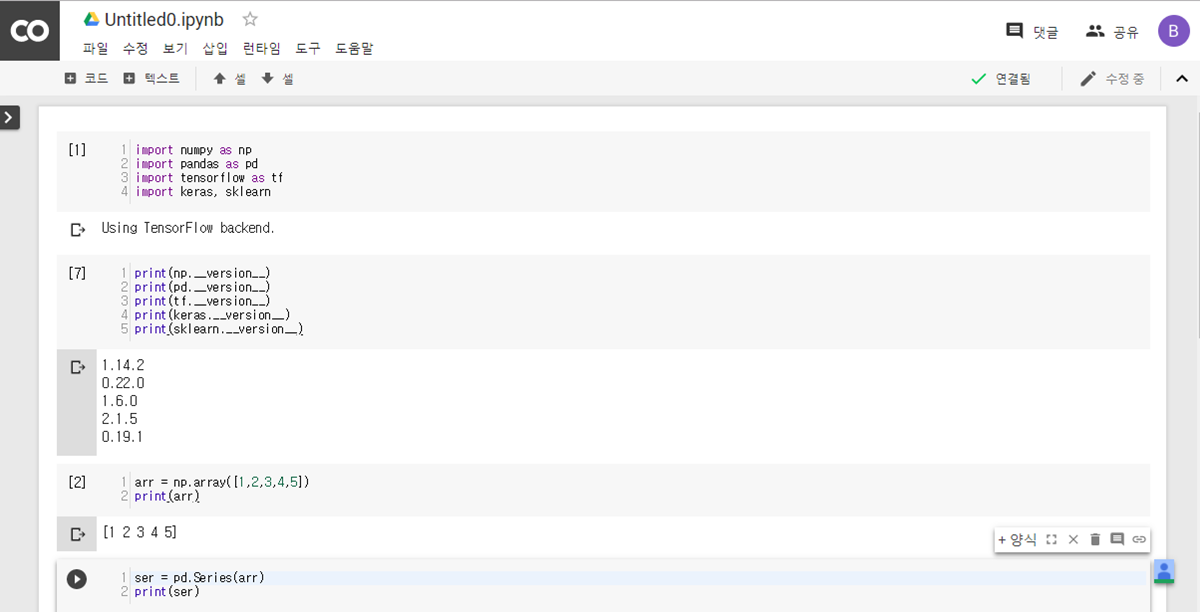 CO Untitled0.ipynb
댓글 공유 B
파일 수정 보기 삽입 런타임 도구 도움말
코드 텍스트 셀 셀 연결됨 수정 중
[1] 1 import numpy as np
2 import pandas as pd
3 import tensorflow as tf
4 import keras, sklearn
Using TensorFlow backend.
[7] 1 print(np.__version__)
2 print(pd.__version__)
3 print(tf.__version__)
4 print(keras.__version__)
5 print(sklearn.__version__)
1.14.2
0.22.0
1.6.0
2.1.5
0.19.1
[2] 1 arr = np.array([1,2,3,4,5])
2 print(arr)
[1 2 3 4 5]
+ 양식
1 ser = pd.Series(arr)
2 print(ser)